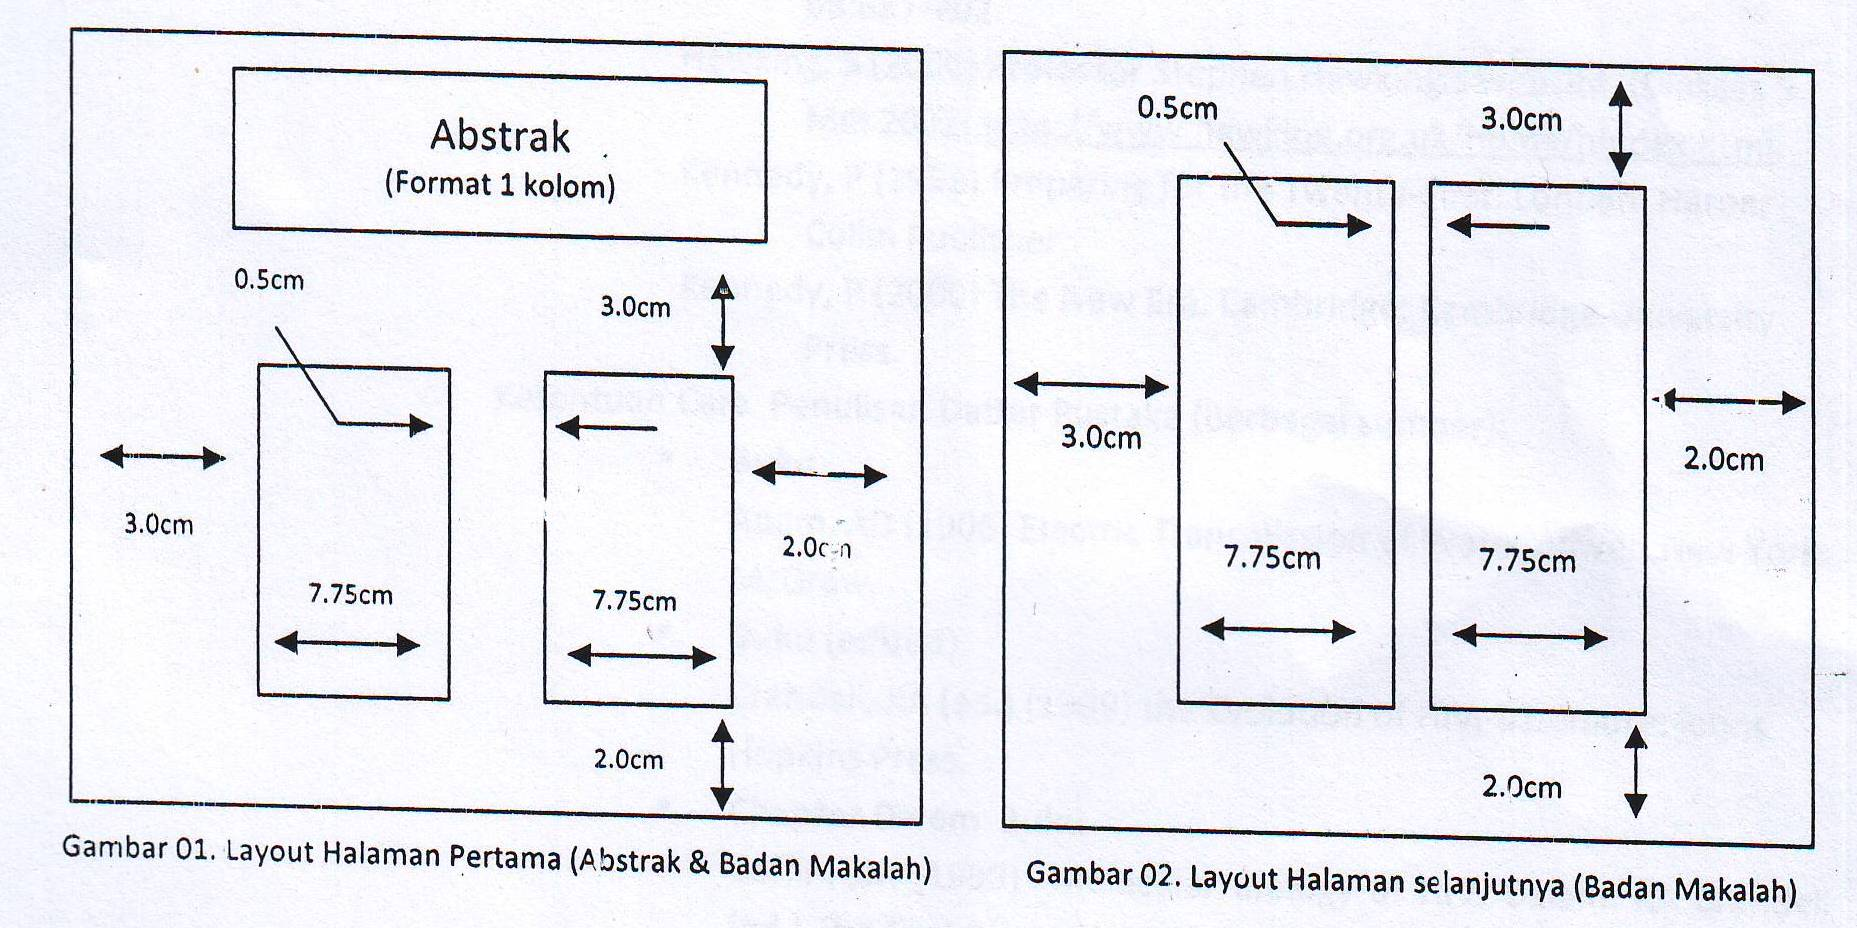 Abstrak
(Format 1 kolom)
0.5cm
3.0cm
3.0cm
2.0cm
7.75cm
7.75cm
2.0cm
Gambar 01. Layout Halaman Pertama (Abstrak & Badan Makalah)
0.5cm
3.0cm
3.0cm
2.0cm
7.75cm
7.75cm
2.0cm
Gambar 02. Layout Halaman selanjutnya (Badan Makalah)